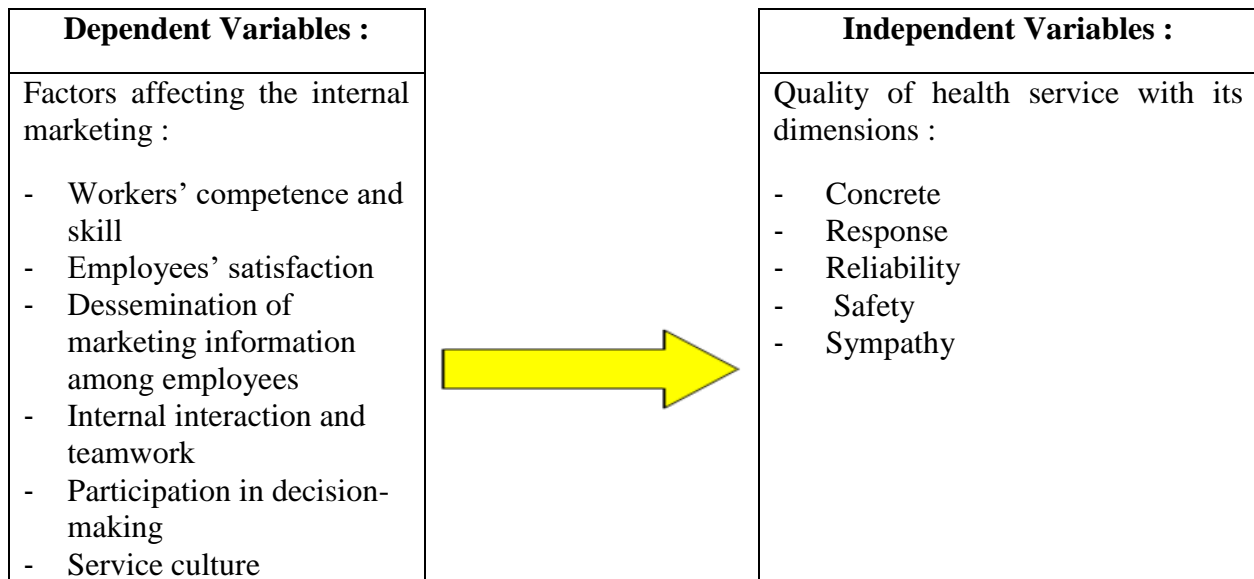 Dependent Variables :
Factors affecting the internal
marketing :
- Workers’ competence and
skill
- Employees’ satisfaction
- Dessemination of
marketing information
among employees
- Internal interaction and
teamwork
- Participation in decision-
making
- Service culture
Independent Variables :
Quality of health service with its
dimensions :
- Concrete
- Response
- Reliability
- Safety
- Sympathy